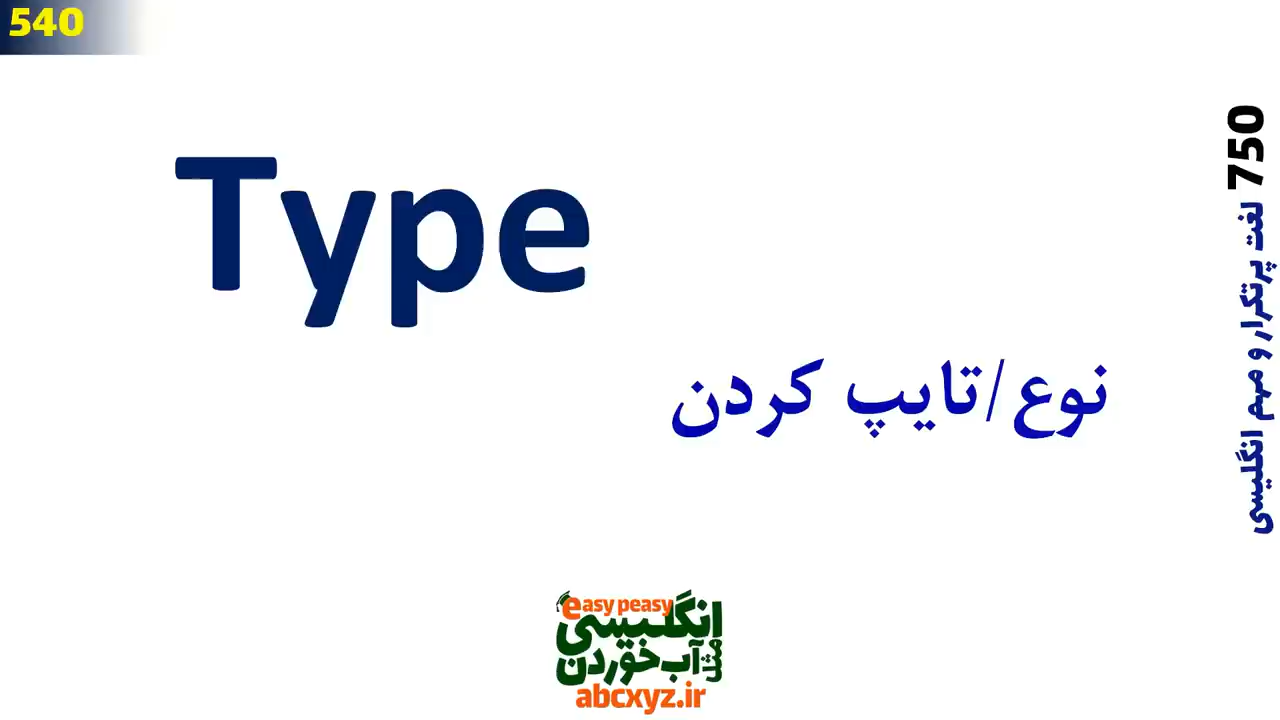 540
Type
نوع/تایپ کردن
750 لغت پرتکرار و مهم انگلیسی
easy peasy
انگلیسی
مثل آب خوردن
abcxyz.ir